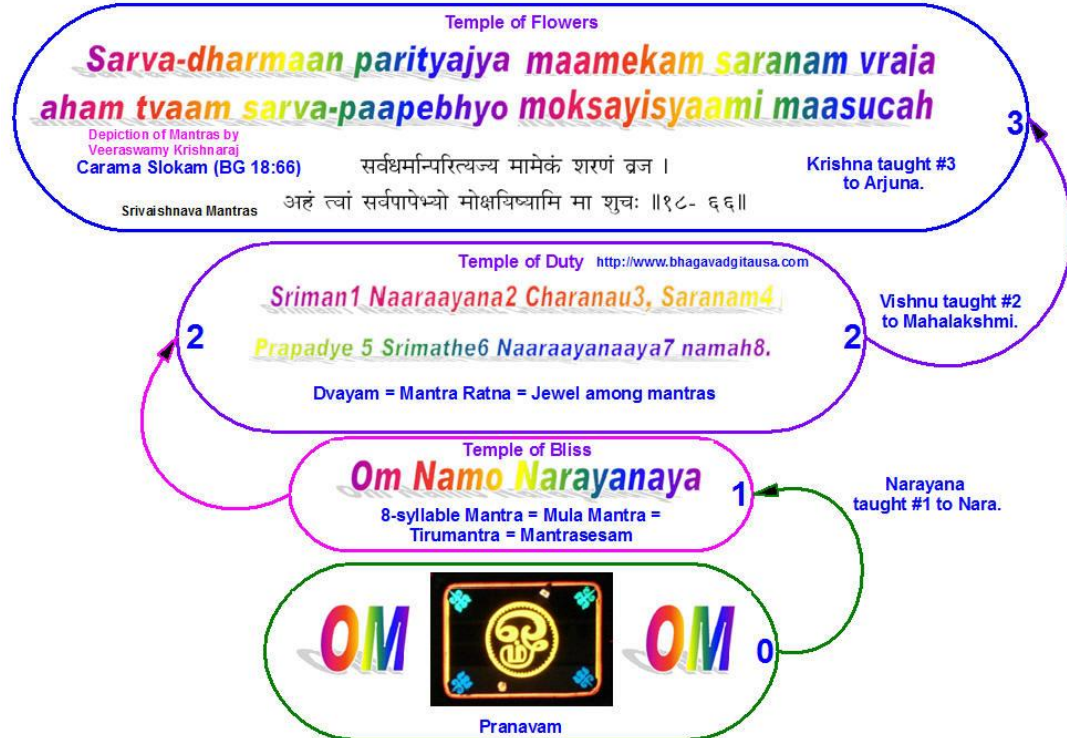 Temple of Flowers
Sarva-dharmaan parityajya maamekam saranam vraja
aham tvaam sarva-paapebhyo moksayisyaami maasucah
3
Depiction of Mantras by
Veeraswamy Krishnaraj
Carama Slokam (BG 18:66)
सर्वधर्मान्परित्यज्य मामेकं शरणं व्रज ।
Krishna taught #3
to Arjuna.
Srivaishnava Mantras
अहं त्वां सर्वपापेभ्यो मोक्षयिष्यामि मा शुचः ॥१८- ६६॥
Temple of Duty http://www.bhagavadgitausa.com
Sriman1 Naaraayana2 Charanau3, Saranam4
2
2
Vishnu taught #2
to Mahalakshmi.
Prapadye 5 Srimathe6 Naaraayanaaya7 namah8.
Dvayam = Mantra Ratna = Jewel among mantras
Temple of Bliss
Om Namo Narayanaya
1
8-syllable Mantra = Mula Mantra =
Tirumantra = Mantrasesam
Narayana
taught #1 to Nara.
OM
ௐ
OM
0
Pranavam